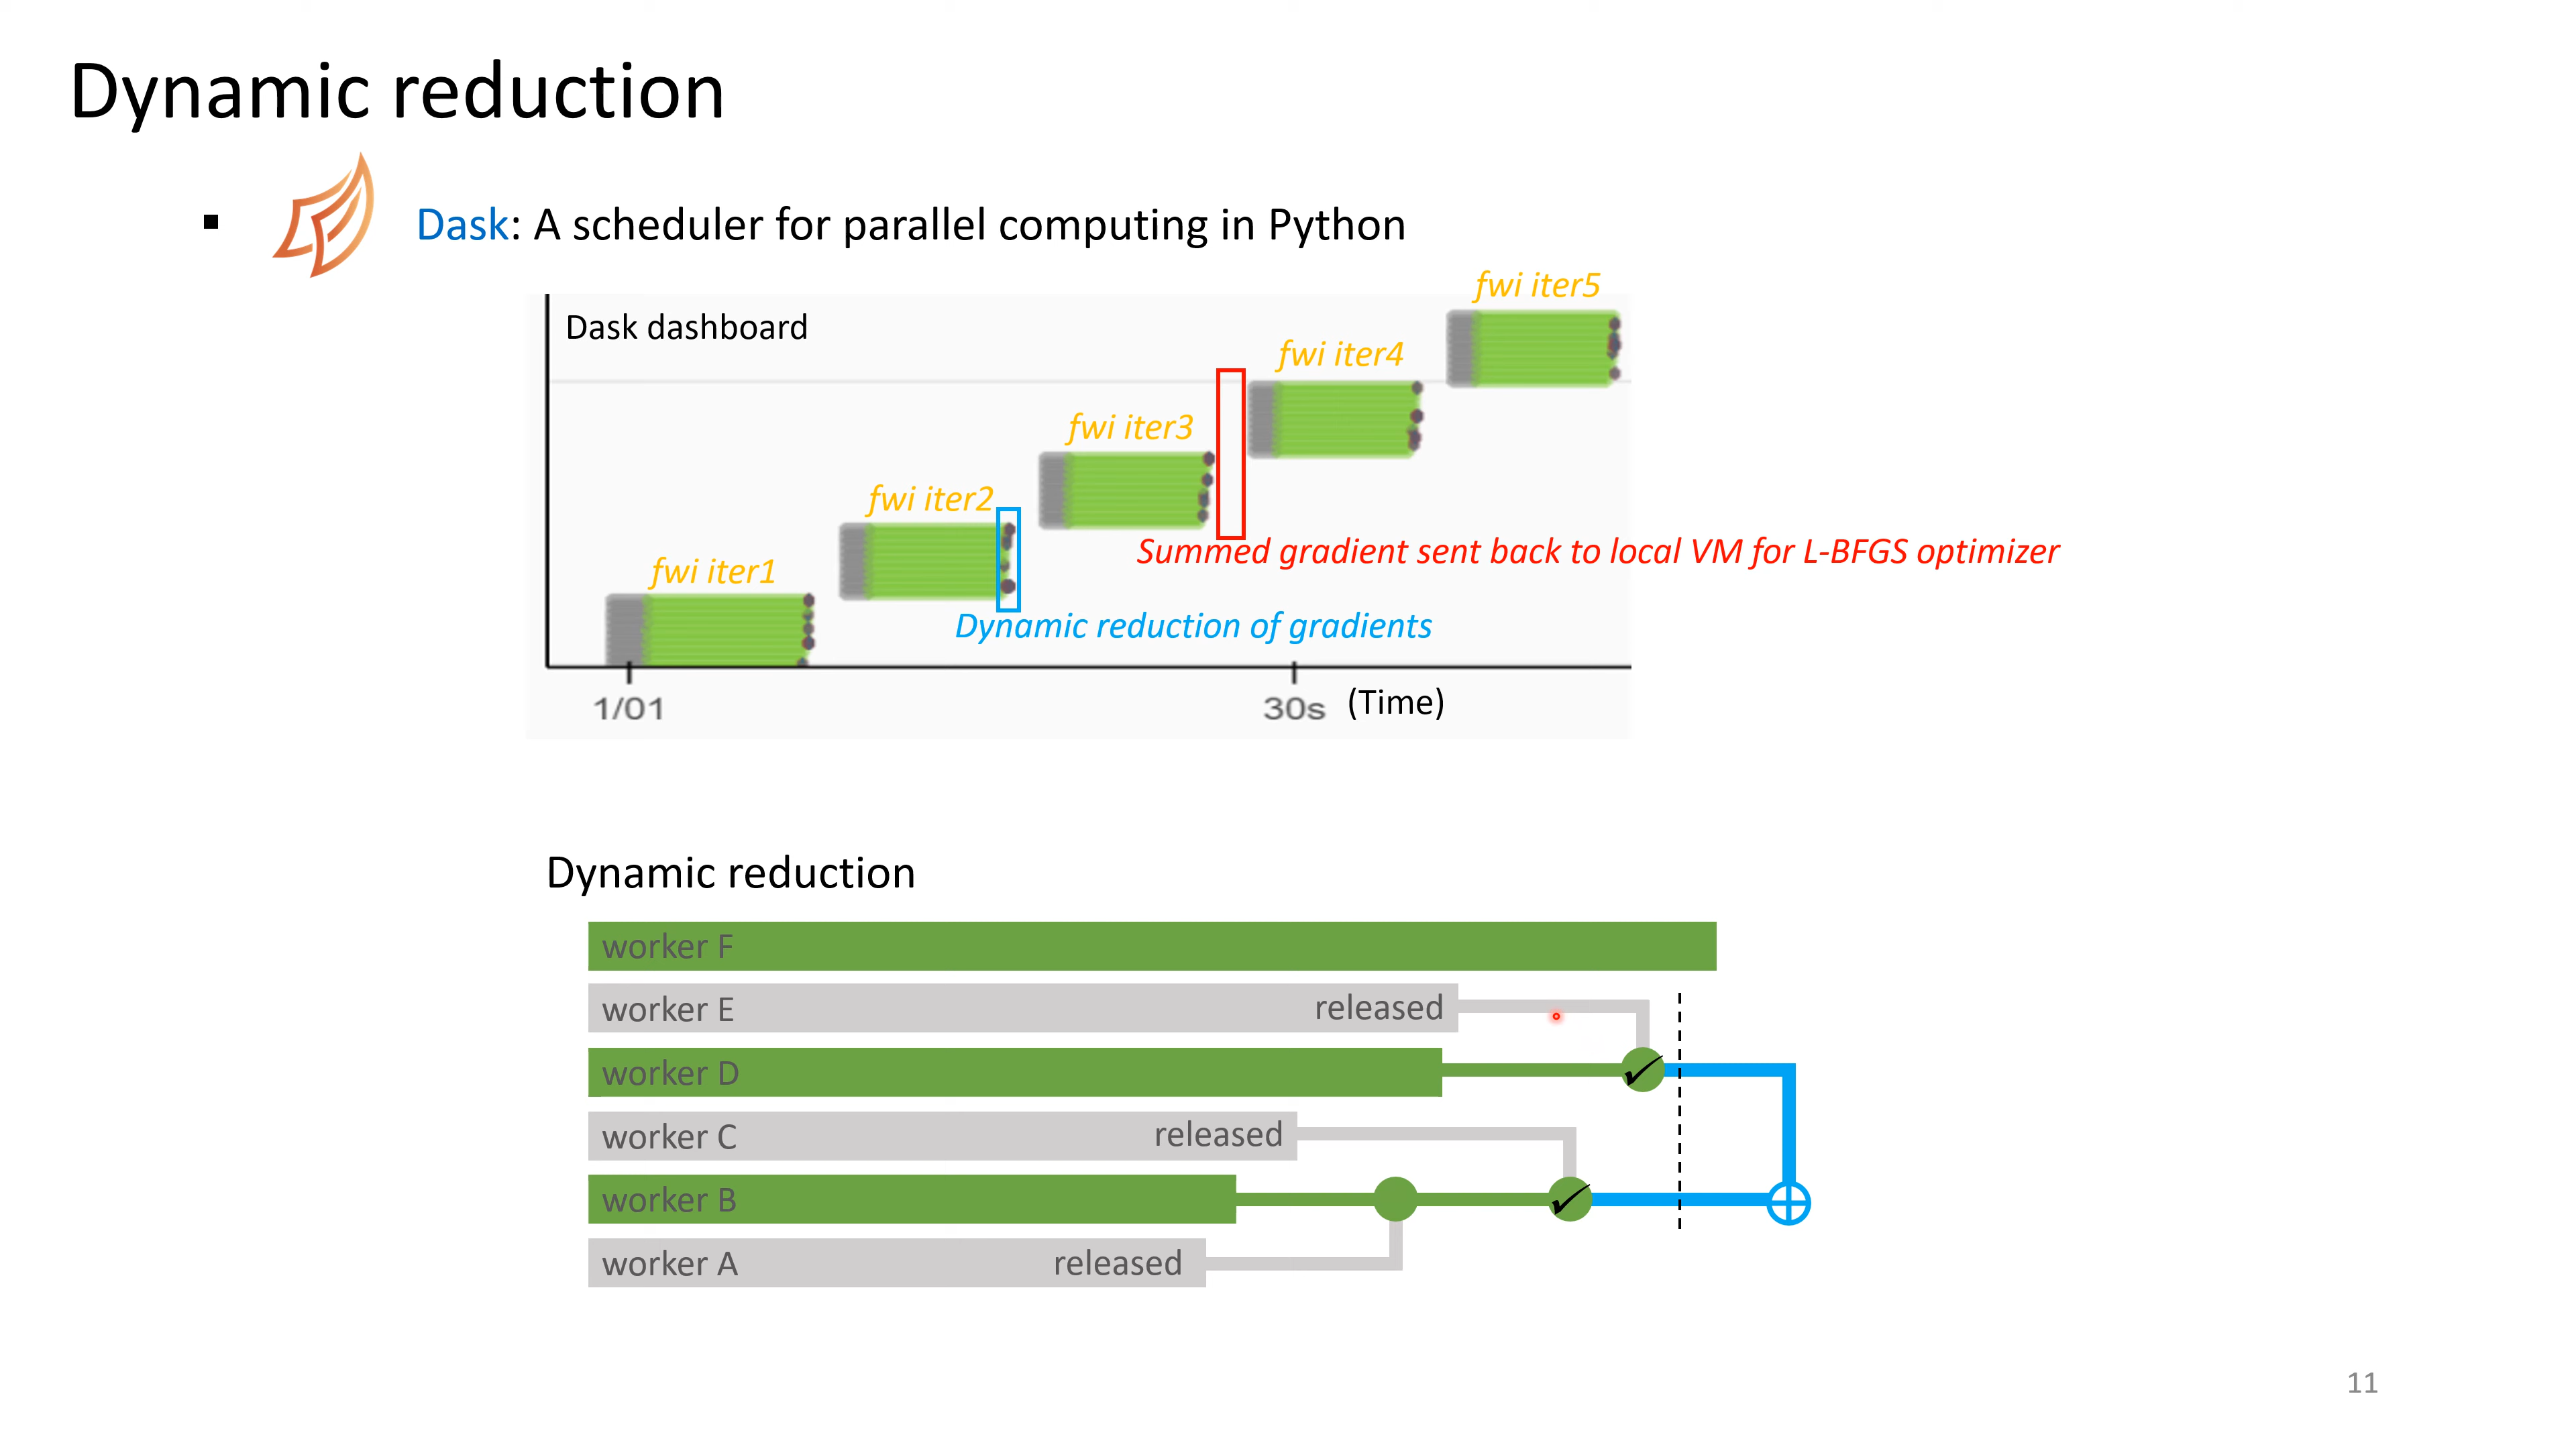 Dynamic reduction
▪ Dask: A scheduler for parallel computing in Python
fwi iter5
Dask dashboard
fwi iter4
fwi iter3
fwi iter2
Summed gradient sent back to local VM for L-BFGS optimizer
fwi iter1
Dynamic reduction of gradients
1/01
30s (Time)
Dynamic reduction
worker F
worker E released
worker D
worker C released
worker B
worker A released
11